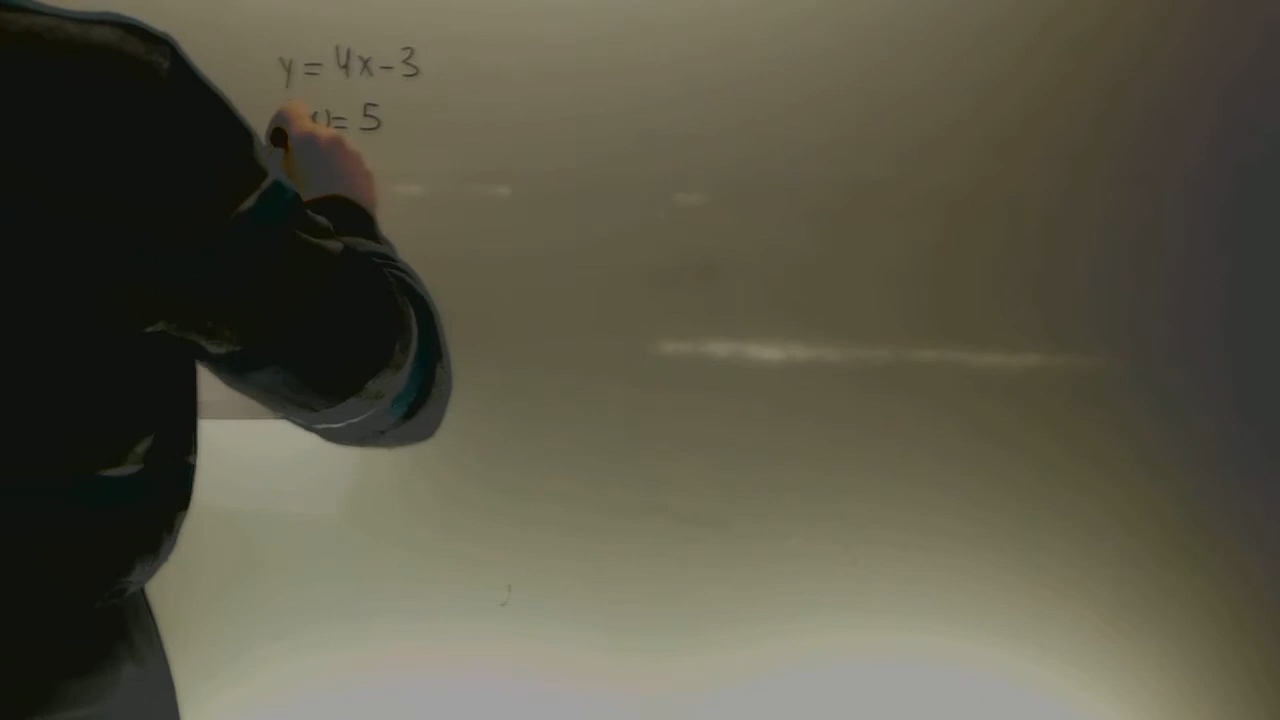 y = 4x - 3
y = 5